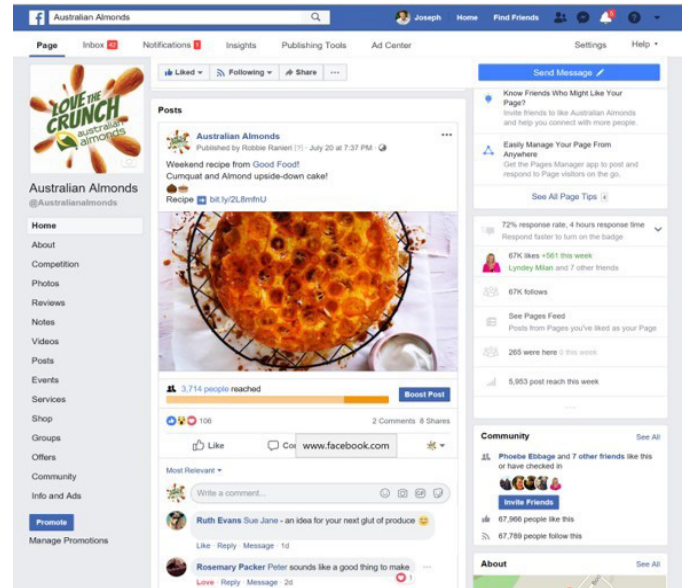 Australian Almonds
Joseph Home Find Friends 5
Page Inbox 42 Notifications 1 Insights Publishing Tools Ad Center Settings Help
LOVE THE
CRUNCH
australian
almonds
Australian Almonds
@Australianalmonds
Home
About
Competition
Photos
Reviews
Notes
Videos
Posts
Events
Services
Shop
Groups
Offers
Community
Info and Ads
Promote
Manage Promotions
Liked Following Share ...
Posts
Australian Almonds
Published by Robbie Ranieri [?] · July 20 at 7:37 PM ·
Weekend recipe from Good Food!
Cumquat and Almond upside-down cake!
Recipe bit.ly/2L8mfnU
3,714 people reached
Boost Post
106 2 Comments 8 Shares
Like Co www.facebook.com
Most Relevant
Write a comment...
GIF
Ruth Evans Sue Jane - an idea for your next glut of produce
Like · Reply · Message · 1d
Rosemary Packer Peter sounds like a good thing to make
Love · Reply · Message · 2d 1
Send Message
Know Friends Who Might Like Your
Page?
Invite friends to like Australian Almonds
and help you connect with more people.
Easily Manage Your Page From
Anywhere
Get the Pages Manager app to post and
respond to Page visitors on the go.
See All Page Tips
72% response rate, 4 hours response time
Respond faster to turn on the badge
67K likes +561 this week
Lyndey Milan and 7 other friends
67K follows
See Pages Feed
Posts from Pages you've liked as your Page
265 were here 0 this week
5,953 post reach this week
Community See All
Phoebe Ebbage and 7 other friends like this
or have checked in
Invite Friends
67,966 people like this
67,789 people follow this
About See All